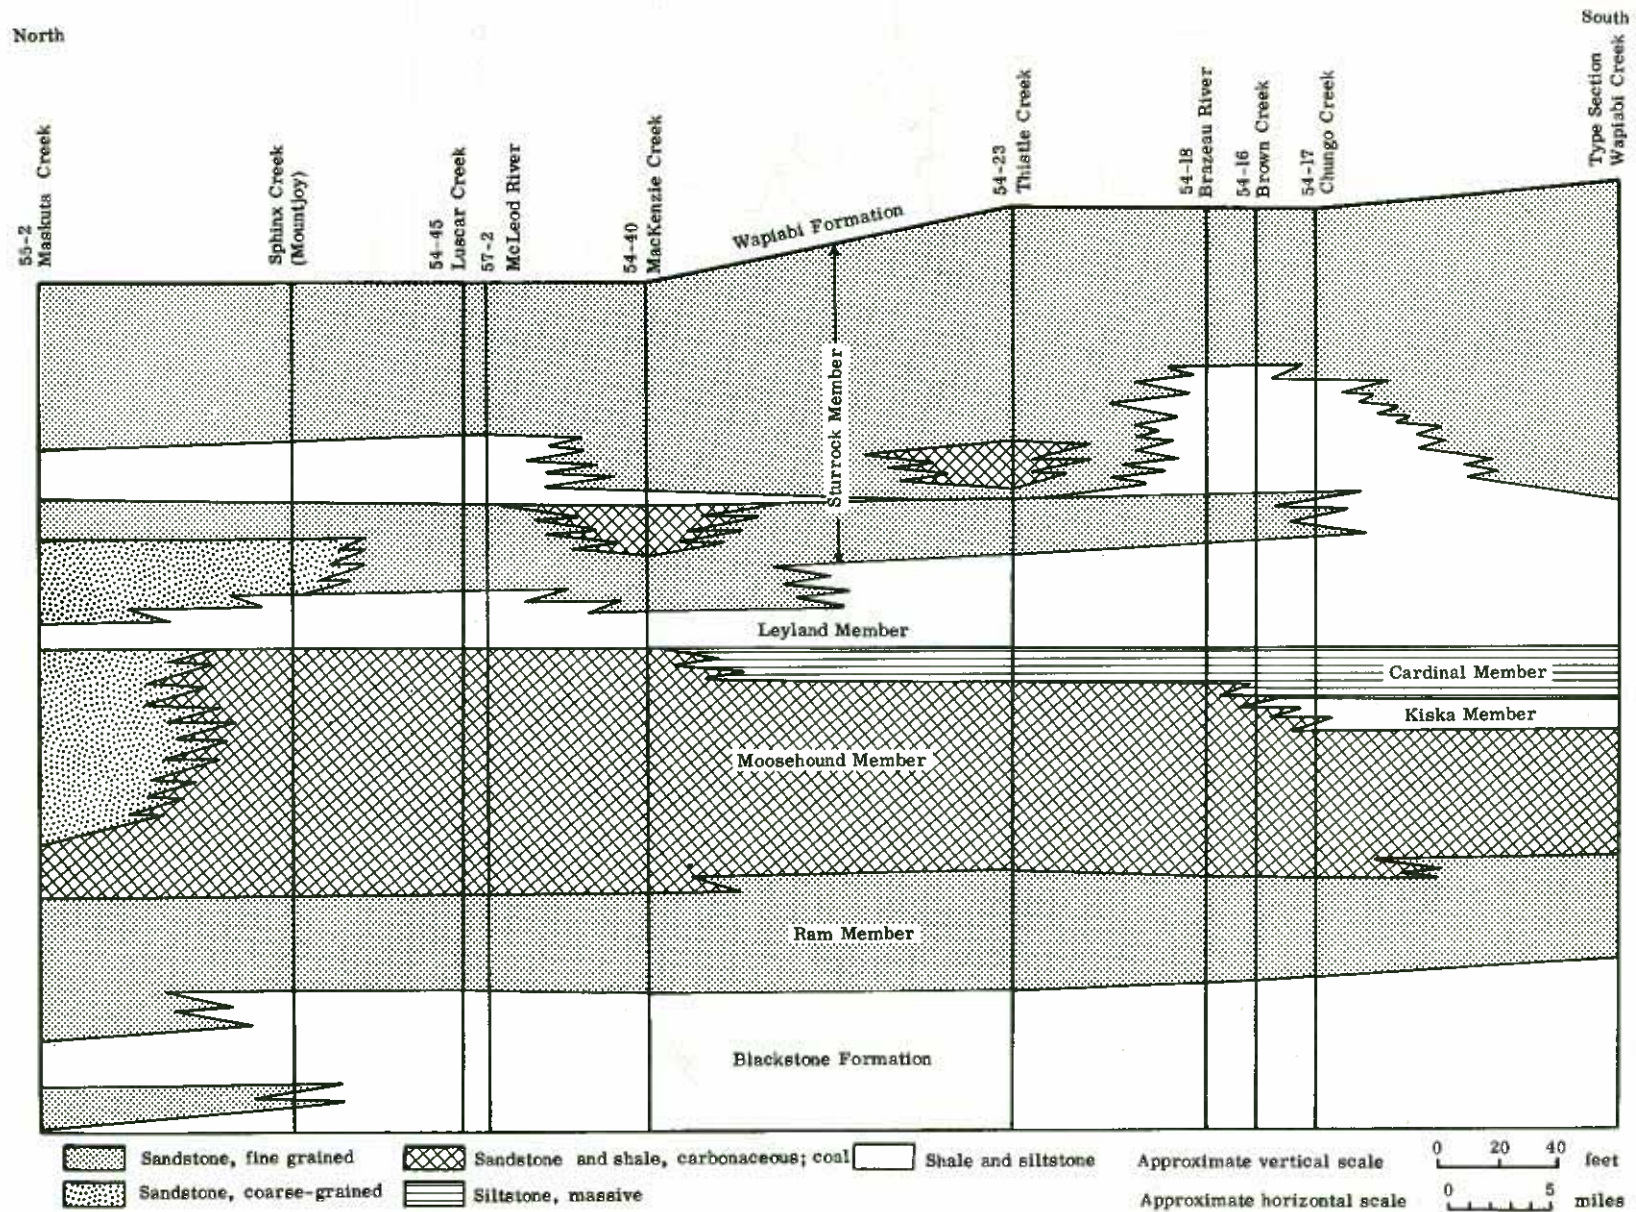 North
South
55-2
Maskuta Creek
Sphinx Creek
(Mountjoy)
54-45
Luscar Creek
57-2
McLeod River
54-40
MacKenzie Creek
54-23
Thistle Creek
54-18
Brazeau River
54-16
Brown Creek
54-17
Chungo Creek
Type Section
Wapiabi Creek
Wapiabi Formation
Sturrock Member
Leyland Member
Cardinal Member
Kiska Member
Moosehound Member
Ram Member
Blackstone Formation
Sandstone, fine grained
Sandstone and shale, carbonaceous; coal
Shale and siltstone
Approximate vertical scale
0 20 40 feet
Sandstone, coarse-grained
Siltstone, massive
Approximate horizontal scale
0 5 miles